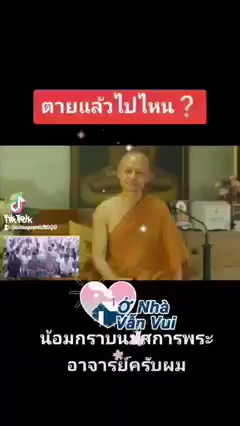 ตายแล้วไปไหน❓
TikTok
Ở Nhà
Vẫn Vui
น้อมกราบนมัสการพระ
อาจารย์ครับผม